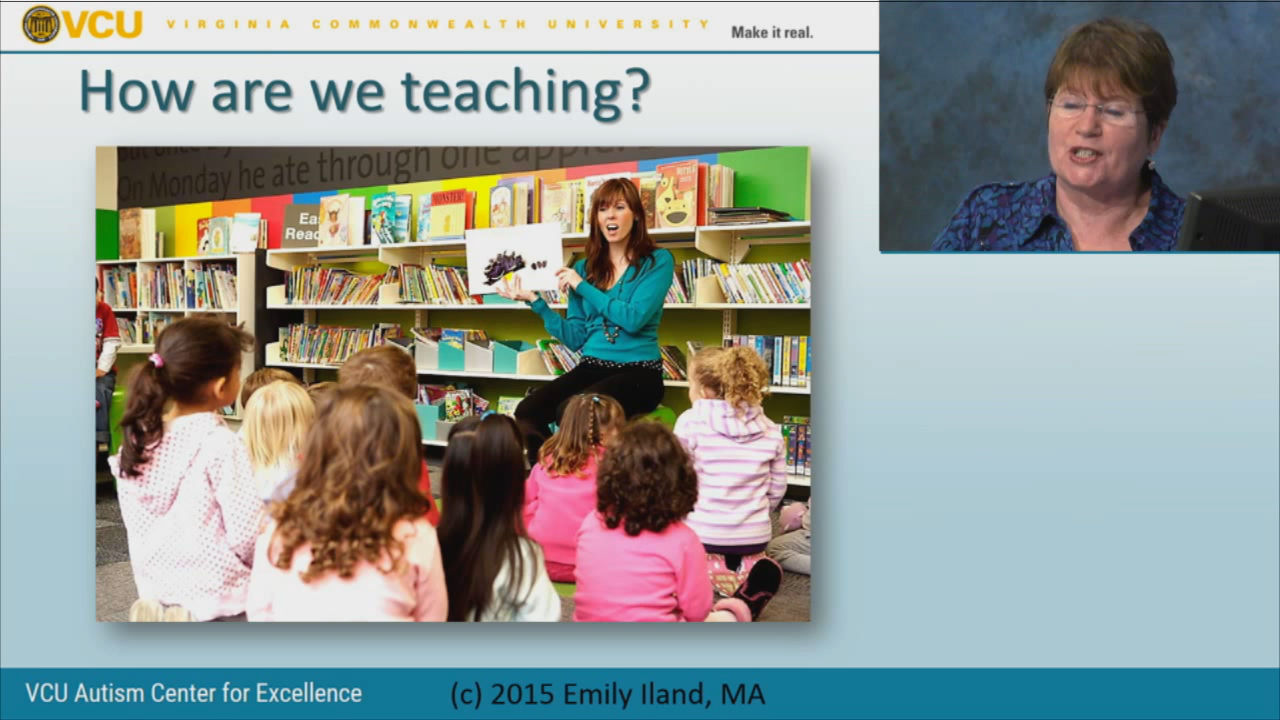 VCU
VIRGINIA COMMONWEALTH UNIVERSITY
Make it real.
How are we teaching?
On Monday he ate through one apple.
VCU Autism Center for Excellence
(c) 2015 Emily Iland, MA